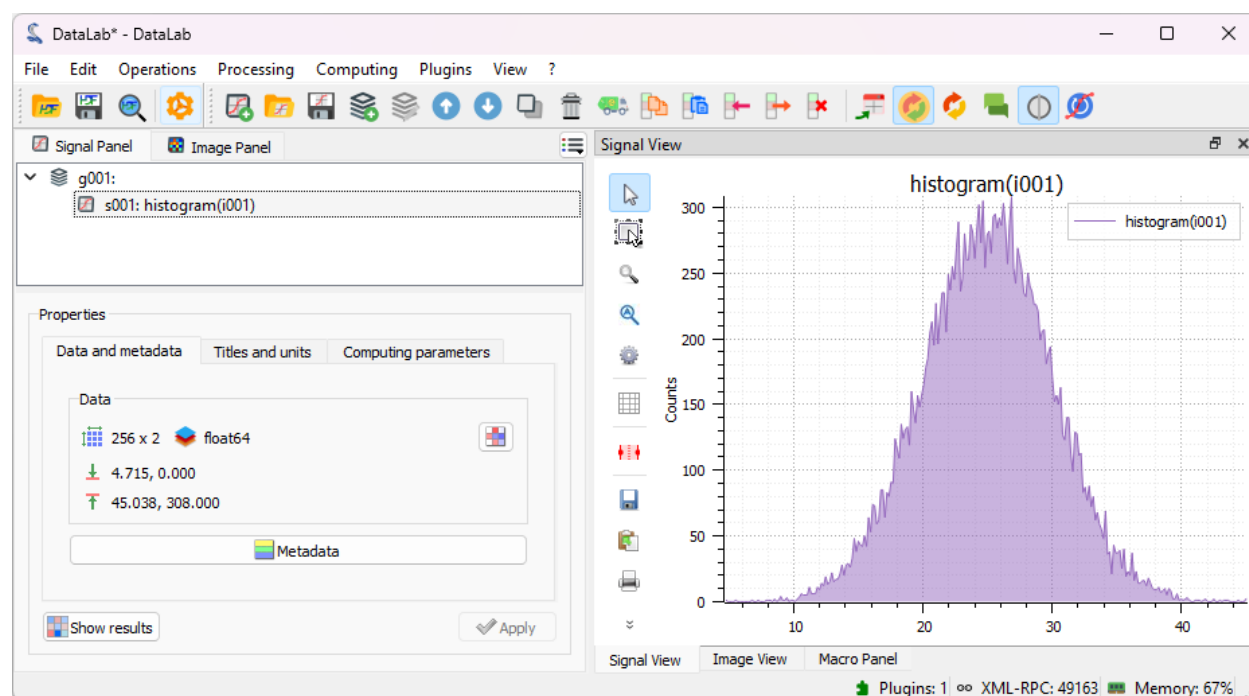 DataLab* - DataLab
File Edit Operations Processing Computing Plugins View ?
Signal Panel Image Panel
g001:
s001: histogram(i001)
Properties
Data and metadata Titles and units Computing parameters
Data
256 x 2 float64
4.715, 0.000
45.038, 308.000
Metadata
Show results Apply
Signal View
histogram(i001)
histogram(i001)
Counts
300
250
200
150
100
50
0
10 20 30 40
Signal View Image View Macro Panel
Plugins: 1 XML-RPC: 49163 Memory: 67%